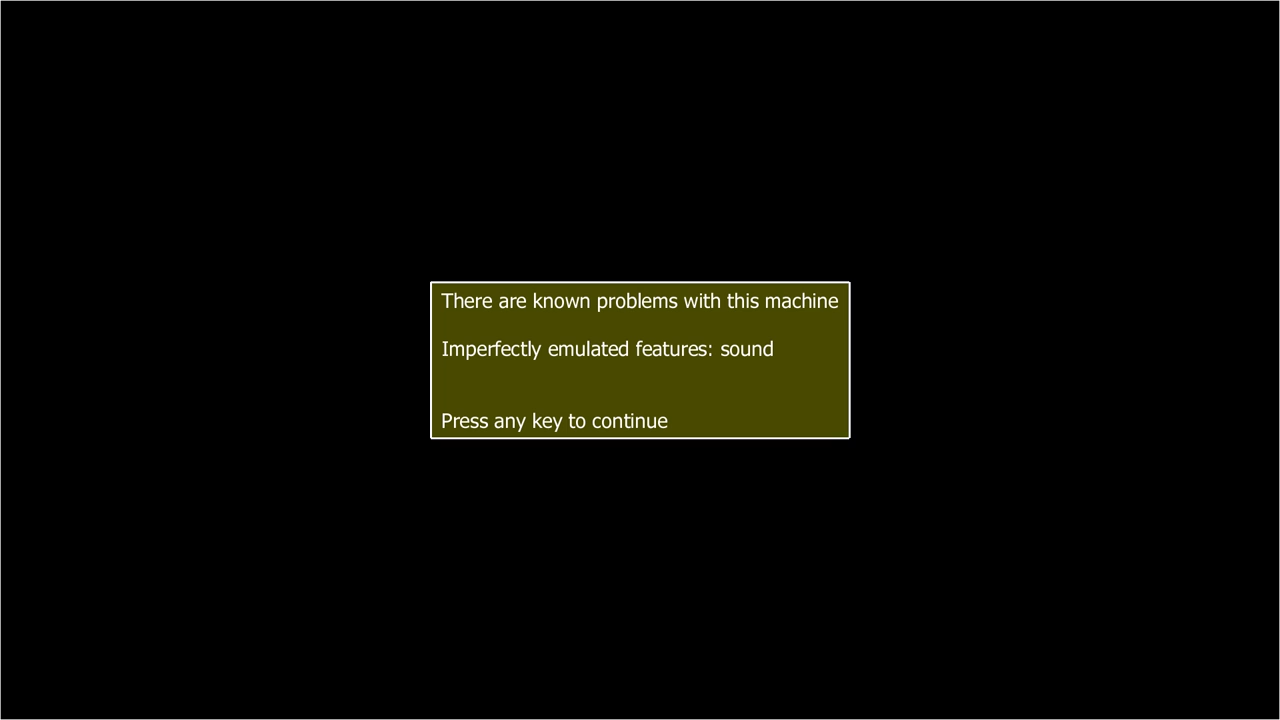 There are known problems with this machine
Imperfectly emulated features: sound
Press any key to continue